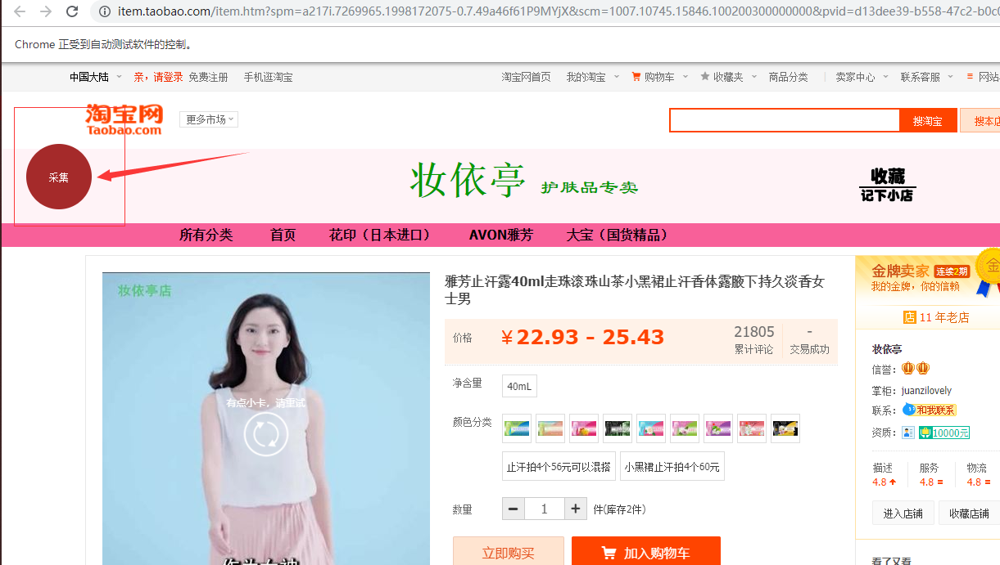 item.taobao.com/item.htm?spm=a217i.7269965.1998172075-0.7.49a46f61P9MYjX&scm=1007.10745.15846.100200300000000&pvid=d13dee39-b558-47c2-b0c0
Chrome 正受到自动测试软件的控制。
中国大陆 亲,请登录 免费注册 手机逛淘宝 淘宝网首页 我的淘宝 购物车 收藏夹 商品分类 卖家中心 联系客服 网站
淘宝网
Taobao.com
更多市场
搜淘宝 搜本店
采集
妆依亭 护肤品专卖
收藏
记下小店
所有分类 首页 花印(日本进口) AVON雅芳 大宝(国货精品)
妆依亭店
有点小卡,请重试
雅芳止汗露40ml走珠滚珠山茶小黑裙止汗香体露腋下持久淡香女
士男
价格 ¥22.93 - 25.43
21805 -
累计评论 交易成功
净含量 40mL
颜色分类
止汗拍4个56元可以混搭 小黑裙止汗拍4个60元
数量 − 1 + 件(库存2件)
立即购买 加入购物车
金牌卖家 连续2期
金
我的金牌,你的信赖
店 11 年老店
妆依亭
信誉:
掌柜: juanzilovely
联系: 和我联系
资质: 10000元
描述 服务 物流
4.8 4.8 4.8
进入店铺 收藏店铺
看了又看